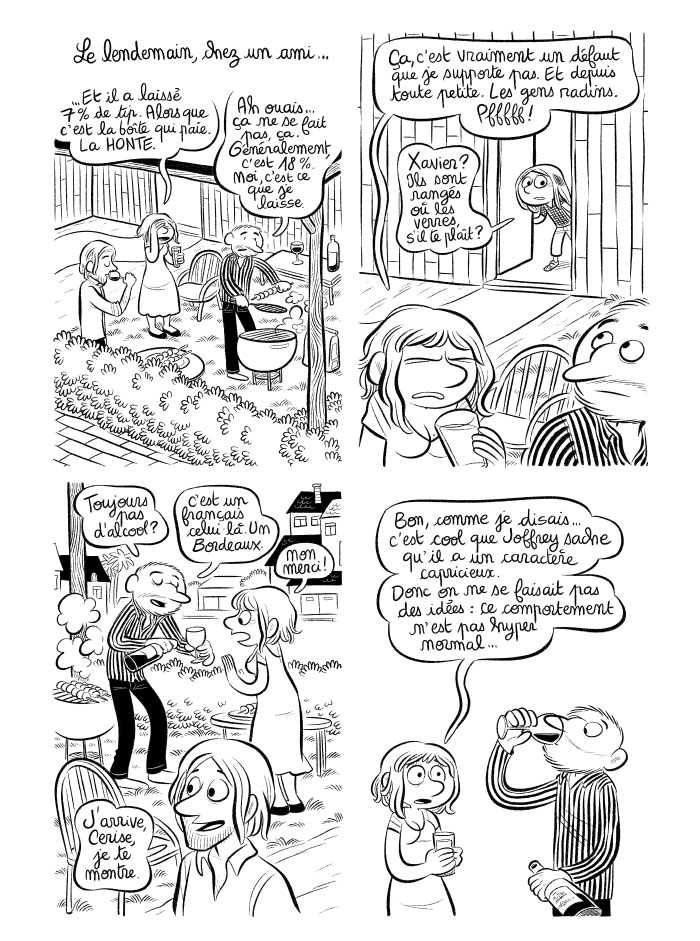 Le lendemain, chez un ami...
...Et il a laissé
7% de tip. Alors que
c'est la boîte qui paie.
LA HONTE.
Ah ouais...
ça ne se fait
pas, ça.
Généralement,
c'est 18%.
Moi, c'est ce
que je
laisse.
Ça, c'est vraiment un défaut
que je supporte pas. Et depuis
toute petite. Les gens radins.
Pfffff!
Xavier?
Ils sont
rangés
où les
verres,
s'il te plaît?
Toujours
pas
d'alcool?
C'est un
français
celui là. Un
Bordeaux.
mon
merci!
J'arrive,
Cerise,
je te
montre.
Bon, comme je disais...
c'est cool que Joffrey sache
qu'il a un caractère
capricieux.
Donc on ne se faisait pas
des idées : ce comportement
n'est pas hyper
normal...